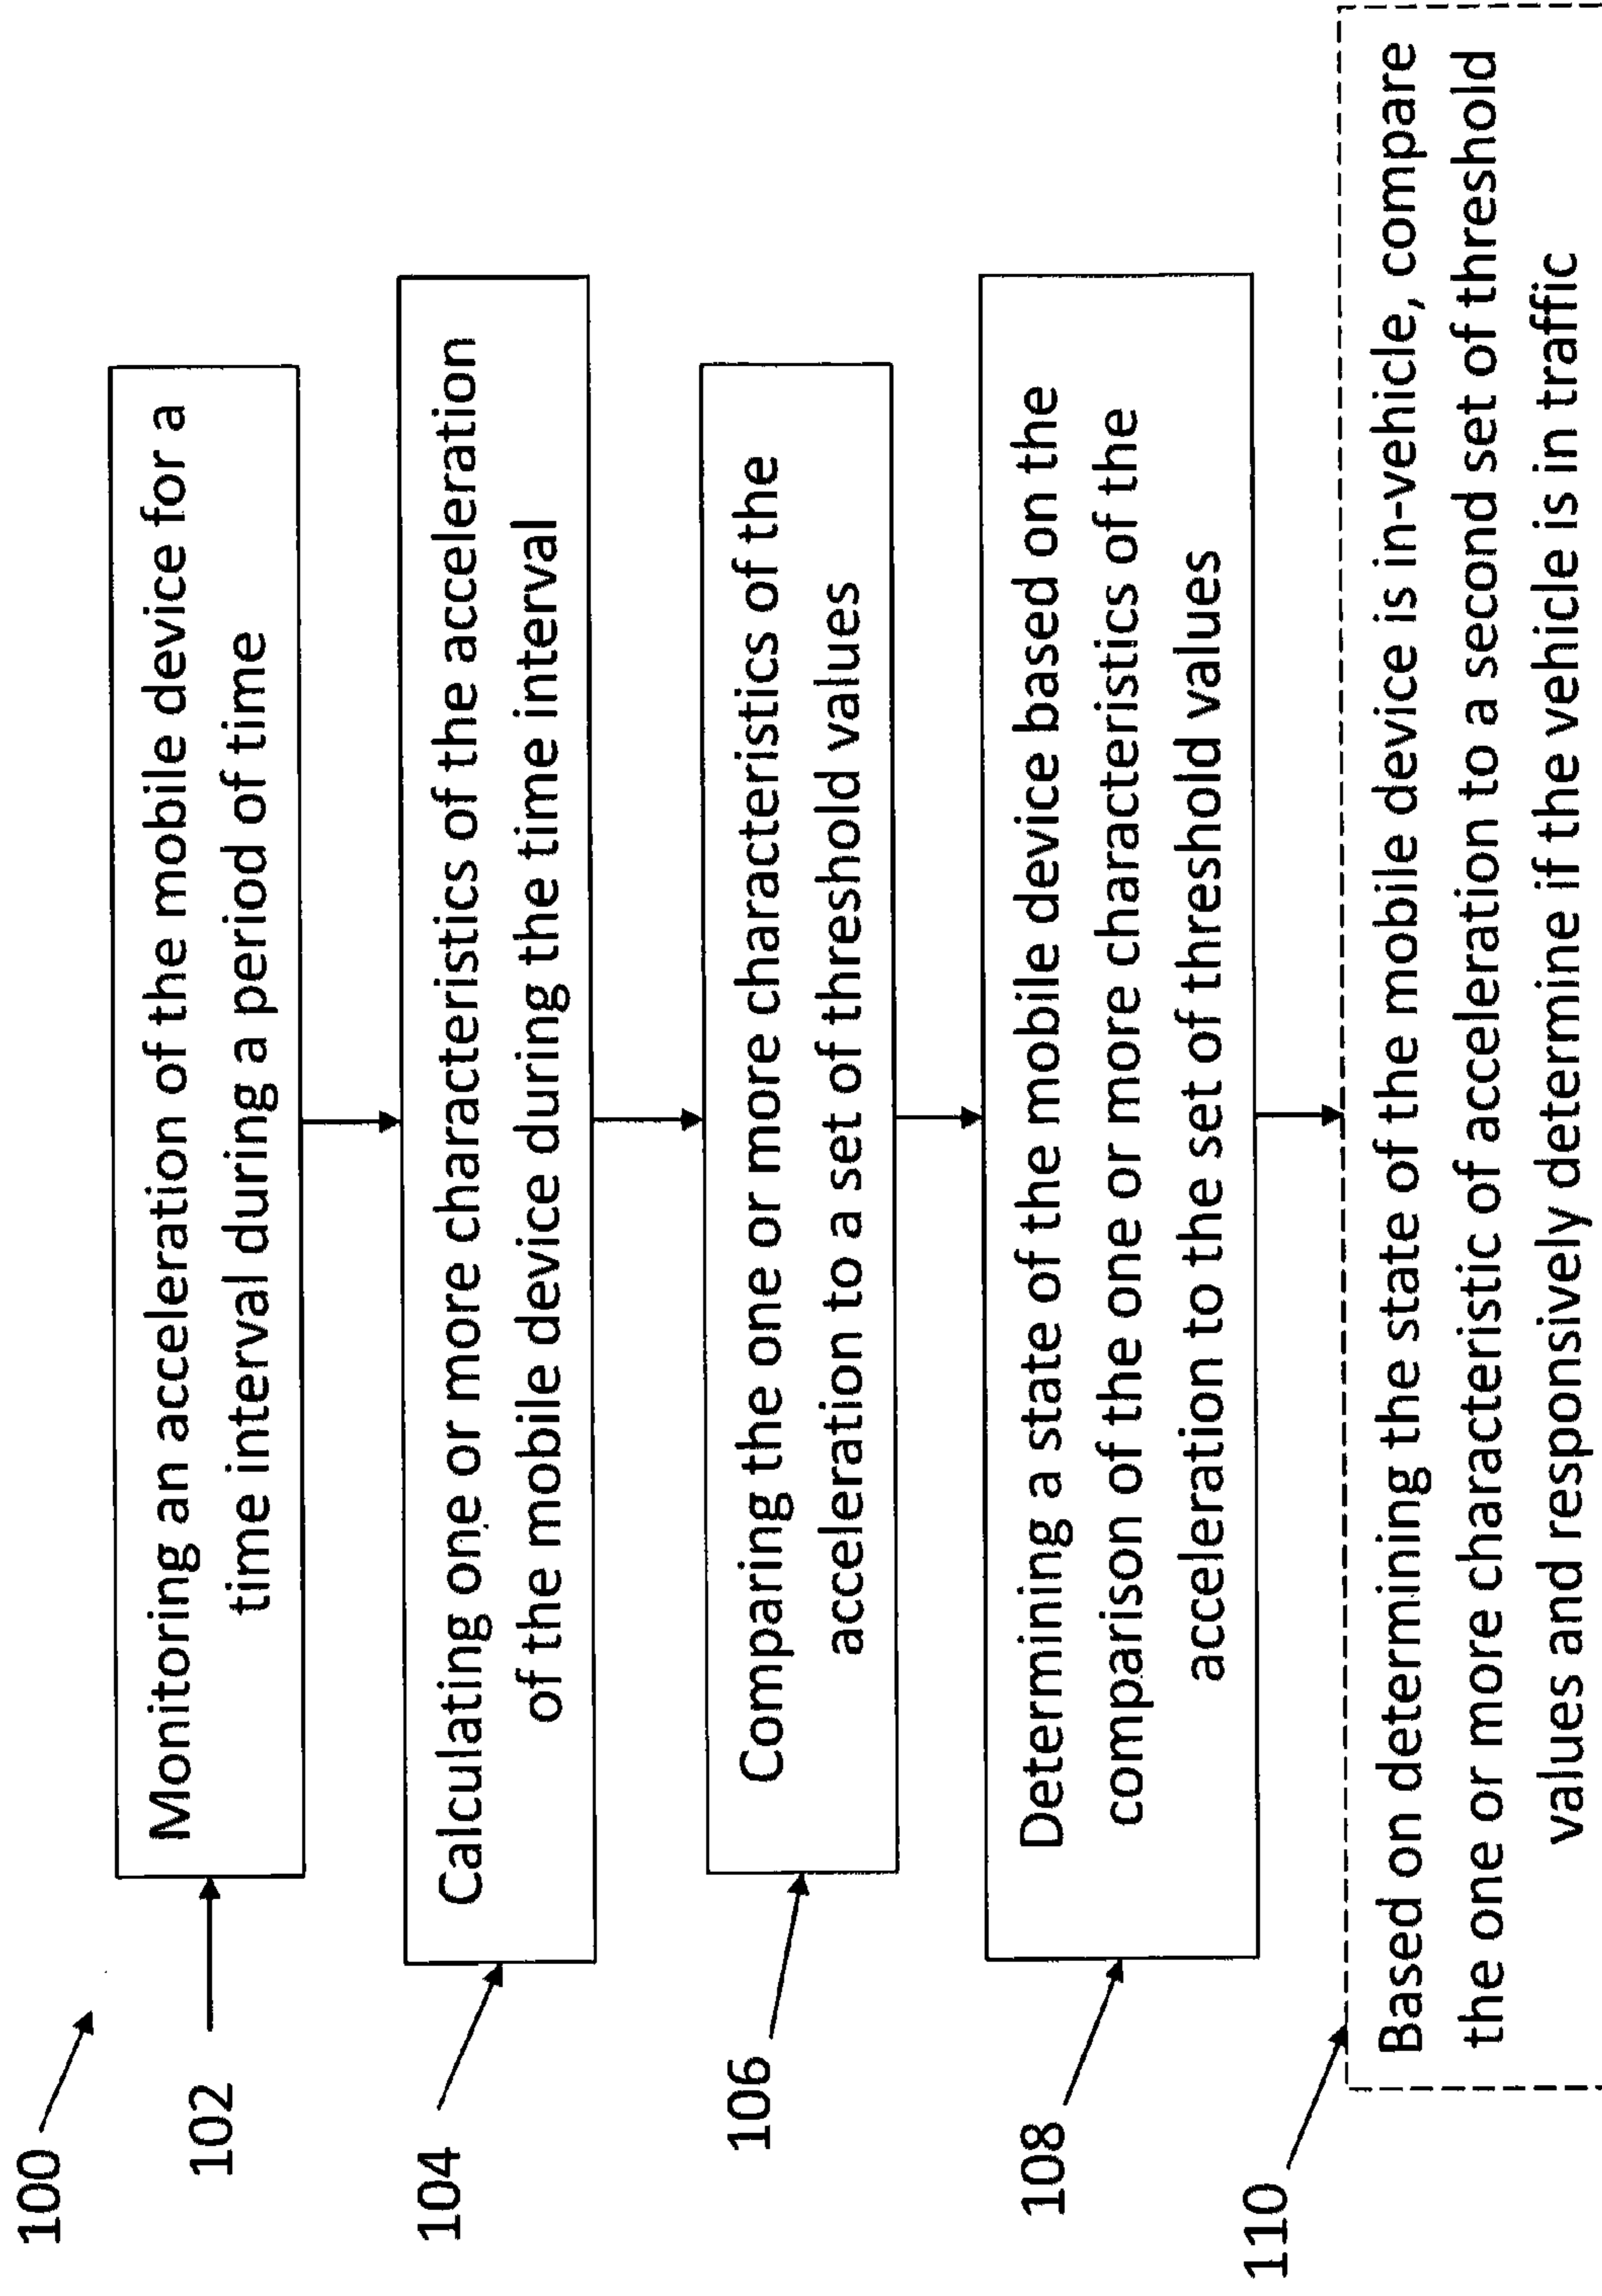 100
102
Monitoring an acceleration of the mobile device for a
time interval during a period of time
104
Calculating one or more characteristics of the acceleration
of the mobile device during the time interval
106
Comparing the one or more characteristics of the
acceleration to a set of threshold values
108
Determining a state of the mobile device based on the
comparison of the one or more characteristics of the
acceleration to the set of threshold values
110
Based on determining the state of the mobile device is in-vehicle, compare
the one or more characteristic of acceleration to a second set of threshold
values and responsively determine if the vehicle is in traffic